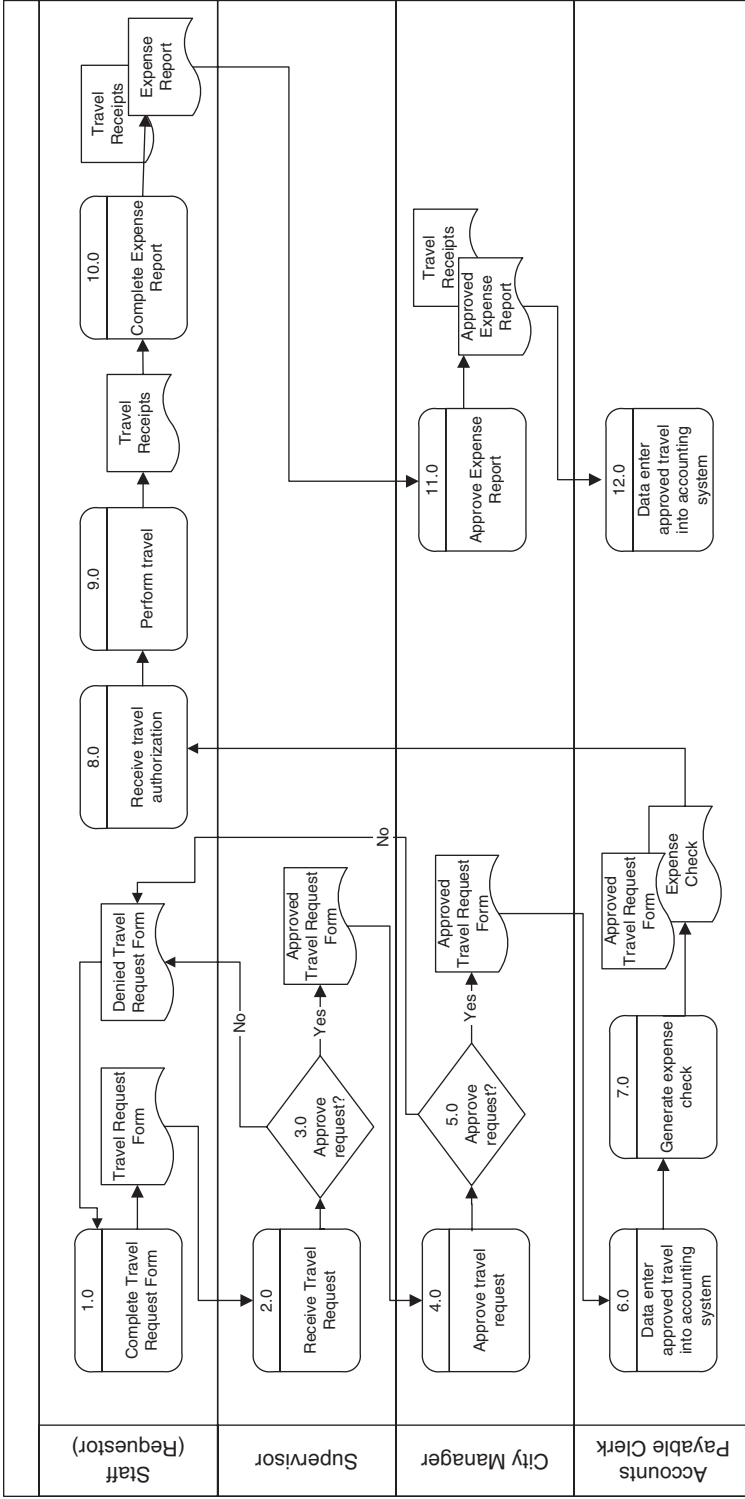 Staff
(Requestor)
1.0
Complete Travel
Request Form
Travel Request
Form
Denied Travel
Request Form
8.0
Receive travel
authorization
9.0
Perform travel
Travel
Receipts
10.0
Complete Expense
Report
Travel
Receipts
Expense
Report
Supervisor
2.0
Receive Travel
Request
3.0
Approve
request?
No
Yes
Approved
Travel Request
Form
No
City Manager
4.0
Approve travel
request
5.0
Approve
request?
Yes
Approved
Travel Request
Form
11.0
Approve Expense
Report
Travel
Receipts
Approved
Expense
Report
Accounts
Payable Clerk
6.0
Data enter
approved travel
into accounting
system
7.0
Generate expense
check
Approved
Travel Request
Form
Expense
Check
12.0
Data enter
approved travel
into accounting
system